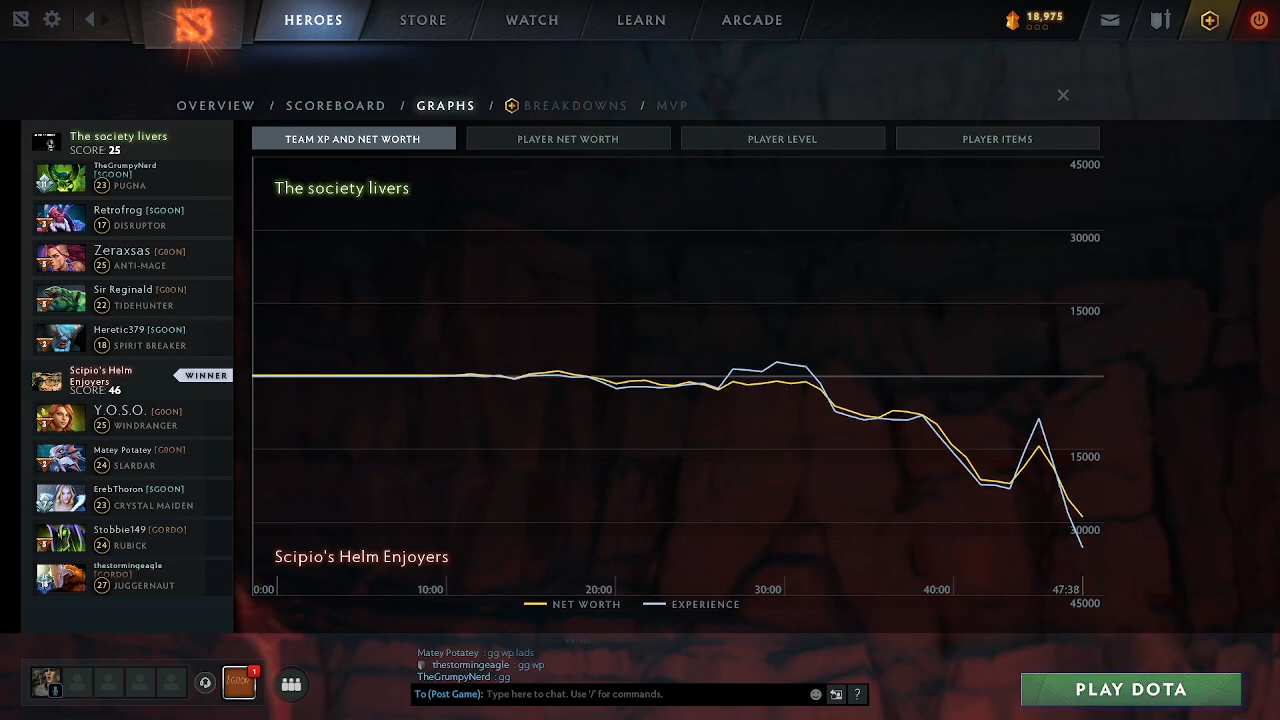 HEROES STORE WATCH LEARN ARCADE 18,975
OVERVIEW / SCOREBOARD / GRAPHS / BREAKDOWNS / MVP
The society livers
SCORE: 25
TheGrumpyNerd
[SGOON]
23 PUGNA
Retrofrog [SGOON]
17 DISRUPTOR
Zeraxsas [GOON]
25 ANTI-MAGE
Sir Reginald [GOON]
22 TIDEHUNTER
Heretic379 [SGOON]
18 SPIRIT BREAKER
Scipio's Helm
Enjoyers
SCORE: 46
WINNER
Y.O.S.O. [GOON]
25 WINDRANGER
Matey Potatey [GOON]
24 SLARDAR
ErebThoron [SGOON]
23 CRYSTAL MAIDEN
Stobbie149 [GORDO]
24 RUBICK
thestormingeagle
[GORDO]
27 JUGGERNAUT
TEAM XP AND NET WORTH PLAYER NET WORTH PLAYER LEVEL PLAYER ITEMS
45000
The society livers
30000
15000
15000
30000
Scipio's Helm Enjoyers
0:00 10:00 20:00 30:00 40:00 47:38
45000
NET WORTH EXPERIENCE
Matey Potatey : gg wp lads
thestormingeagle : gg wp
TheGrumpyNerd : gg
To (Post Game): Type here to chat. Use '/' for commands. ?
SGOON 1
PLAY DOTA